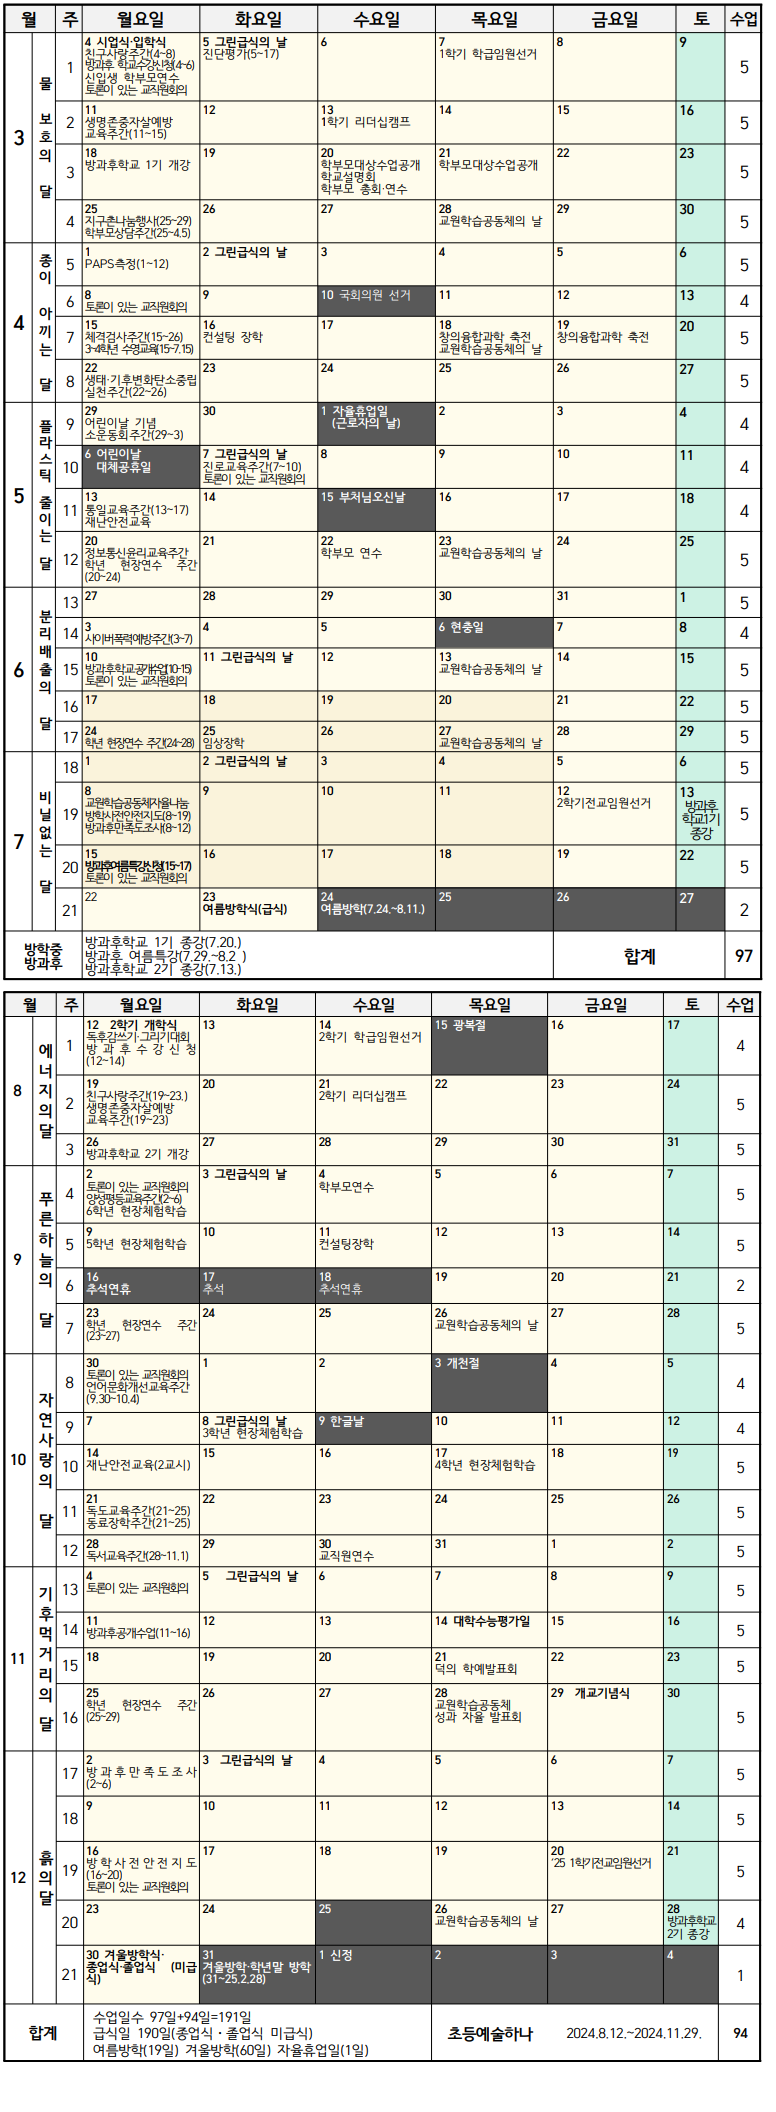 월 주 월요일 화요일 수요일 목요일 금요일 토 수업
3 물 보호의 달
1
4 시업식·입학식
친구사랑주간(4~8)
방과후 학교수강신청(4~6)
신입생 학부모연수
토론이 있는 교직원회의
5 그린급식의 날
진단평가(5~17)
6
7
1학기 학급임원선거
8
9
5
2
11
생명존중자살예방
교육주간(11~15)
12
13
1학기 리더십캠프
14
15
16
5
3
18
방과후학교 1기 개강
19
20
학부모대상수업공개
학교설명회
학부모 총회·연수
21
학부모대상수업공개
22
23
5
4
25
지구촌나눔행사(25~29)
학부모상담주간(25~4.5)
26
27
28
교원학습공동체의 날
29
30
5
4 종이 아끼는 달
5
1
PAPS측정(1~12)
2 그린급식의 날
3
4
5
6
5
6
8
토론이 있는 교직원회의
9
10 국회의원 선거
11
12
13
4
7
15
체격검사주간(15~26)
3~4학년 수영교육(15~7.15)
16
컨설팅 장학
17
18
창의융합과학 축전
교원학습공동체의 날
19
창의융합과학 축전
20
5
8
22
생태·기후변화탄소중립
실천주간(22~26)
23
24
25
26
27
5
5 플라스틱 줄이는 달
9
29
어린이날 기념
소운동회주간(29~3)
30
1 자율휴업일
(근로자의 날)
2
3
4
4
10
6 어린이날
대체공휴일
7 그린급식의 날
진로교육주간(7~10)
토론이 있는 교직원회의
8
9
10
11
4
11
13
통일교육주간(13~17)
재난안전교육
14
15 부처님오신날
16
17
18
4
12
20
정보통신윤리교육주간
학년 현장연수 주간
(20~24)
21
22
학부모 연수
23
교원학습공동체의 날
24
25
5
6 분리배출의 달
13
27
28
29
30
31
1
5
14
3
사이버폭력예방주간(3~7)
4
5
6 현충일
7
8
4
15
10
방과후학교공개수업(10~15)
토론이 있는 교직원회의
11 그린급식의 날
12
13
교원학습공동체의 날
14
15
5
16
17
18
19
20
21
22
5
17
24
학년 현장연수 주간(24~28)
25
임상장학
26
27
교원학습공동체의 날
28
29
5
7 비닐없는 달
18
1
2 그린급식의 날
3
4
5
6
5
19
8
교원학습공동체자율나눔
방학사전안전지도(8~19)
방과후만족도조사(8~12)
9
10
11
12
2학기전교임원선거
13
방과후
학교1기
종강
5
20
15
방과후여름특강신청(15~17)
토론이 있는 교직원회의
16
17
18
19
22
5
21
22
23
여름방학식(급식)
24
여름방학(7.24.~8.11.)
25
26
27
2
방학중
방과후
방과후학교 1기 종강(7.20.)
방과후 여름특강(7.29.~8.2 )
방과후학교 2기 종강(7.13.)
합계
97
월 주 월요일 화요일 수요일 목요일 금요일 토 수업
8 에너지의달
1
12 2학기 개학식
독후감쓰기·그리기대회
방과후수강신청
(12~14)
13
14
2학기 학급임원선거
15 광복절
16
17
4
2
19
친구사랑주간(19~23.)
생명존중자살예방
교육주간(19~23)
20
21
2학기 리더십캠프
22
23
24
5
3
26
방과후학교 2기 개강
27
28
29
30
31
5
9 푸른하늘의 달
4
2
토론이 있는 교직원회의
양성평등교육주간(2~6)
6학년 현장체험학습
3 그린급식의 날
4
학부모연수
5
6
7
5
5
9
5학년 현장체험학습
10
11
컨설팅장학
12
13
14
5
6
16
추석연휴
17
추석
18
추석연휴
19
20
21
2
7
23
학년 현장연수 주간
(23~27)
24
25
26
교원학습공동체의 날
27
28
5
10 자연사랑의 달
8
30
토론이 있는 교직원회의
언어문화개선교육주간
(9.30~10.4)
1
2
3 개천절
4
5
4
9
7
8 그린급식의 날
3학년 현장체험학습
9 한글날
10
11
12
4
10
14
재난안전교육(2교시)
15
16
17
4학년 현장체험학습
18
19
5
11
21
독도교육주간(21~25)
동료장학주간(21~25)
22
23
24
25
26
5
12
28
독서교육주간(28~11.1)
29
30
교직원연수
31
1
2
5
11 기후먹거리의 달
13
4
토론이 있는 교직원회의
5 그린급식의 날
6
7
8
9
5
14
11
방과후공개수업(11~16)
12
13
14 대학수능평가일
15
16
5
15
18
19
20
21
덕의 학예발표회
22
23
5
16
25
학년 현장연수 주간
(25~29)
26
27
28
교원학습공동체
성과 자율 발표회
29 개교기념식
30
5
12 흙의달
17
2
방과후만족도조사
(2~6)
3 그린급식의 날
4
5
6
7
5
18
9
10
11
12
13
14
5
19
16
방학사전안전지도
(16~20)
토론이 있는 교직원회의
17
18
19
20
'25 1학기전교임원선거
21
5
20
23
24
25
26
교원학습공동체의 날
27
28
방과후학교
2기 종강
4
21
30 겨울방학식·
종업식·졸업식 (미급
식)
31
겨울방학·학년말 방학
(31~25.2.28)
1 신정
2
3
4
1
합계
수업일수 97일+94일=191일
급식일 190일(종업식·졸업식 미급식)
여름방학(19일) 겨울방학(60일) 자율휴업일(1일)
초등예술하나
2024.8.12.~2024.11.29.
94